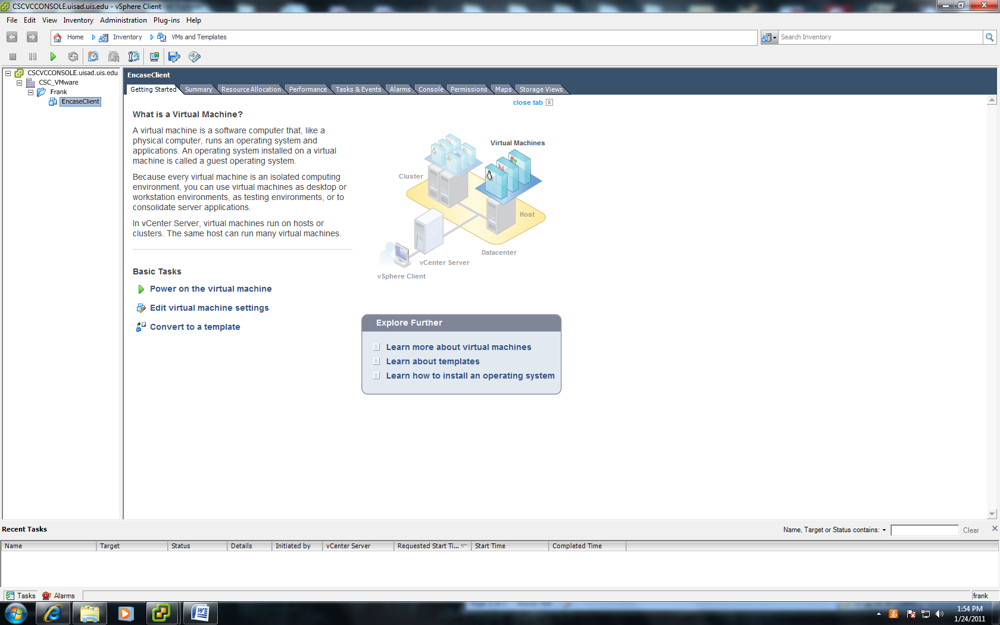 CSCVCCONSOLE.uisad.uis.edu - vSphere Client
File Edit View Inventory Administration Plug-ins Help
Home Inventory VMs and Templates
Search Inventory
CSCVCCONSOLE.uisad.uis.edu
CSC_VMware
Frank
EncaseClient
EncaseClient
Getting Started Summary Resource Allocation Performance Tasks & Events Alarms Console Permissions Maps Storage Views
close tab X
What is a Virtual Machine?
A virtual machine is a software computer that, like a
physical computer, runs an operating system and
applications. An operating system installed on a virtual
machine is called a guest operating system.
Because every virtual machine is an isolated computing
environment, you can use virtual machines as desktop or
workstation environments, as testing environments, or to
consolidate server applications.
In vCenter Server, virtual machines run on hosts or
clusters. The same host can run many virtual machines.
Virtual Machines
Cluster
Host
Datacenter
vCenter Server
vSphere Client
Basic Tasks
Power on the virtual machine
Edit virtual machine settings
Convert to a template
Explore Further
Learn more about virtual machines
Learn about templates
Learn how to install an operating system
Recent Tasks
Name, Target or Status contains:
Clear
Name Target Status Details Initiated by vCenter Server Requested Start Ti... Start Time Completed Time
Tasks Alarms
frank
1:54 PM
1/24/2011